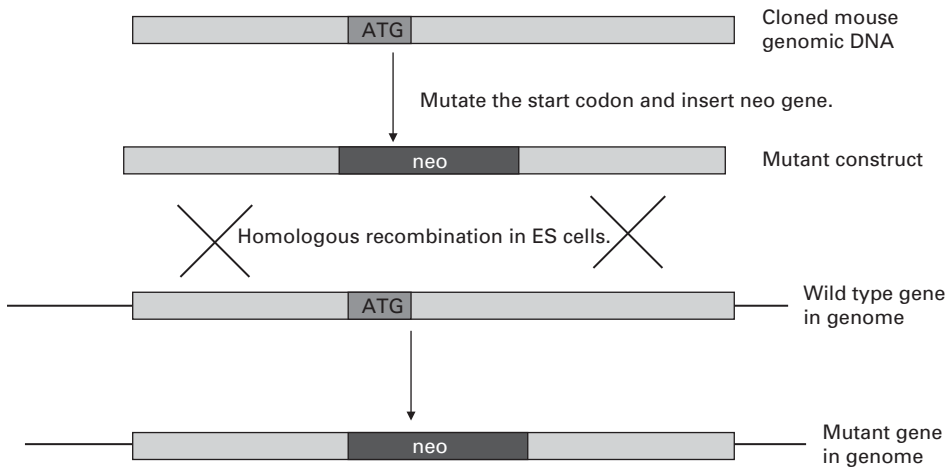 ATG
Cloned mouse
genomic DNA
Mutate the start codon and insert neo gene.
neo
Mutant construct
Homologous recombination in ES cells.
ATG
Wild type gene
in genome
neo
Mutant gene
in genome